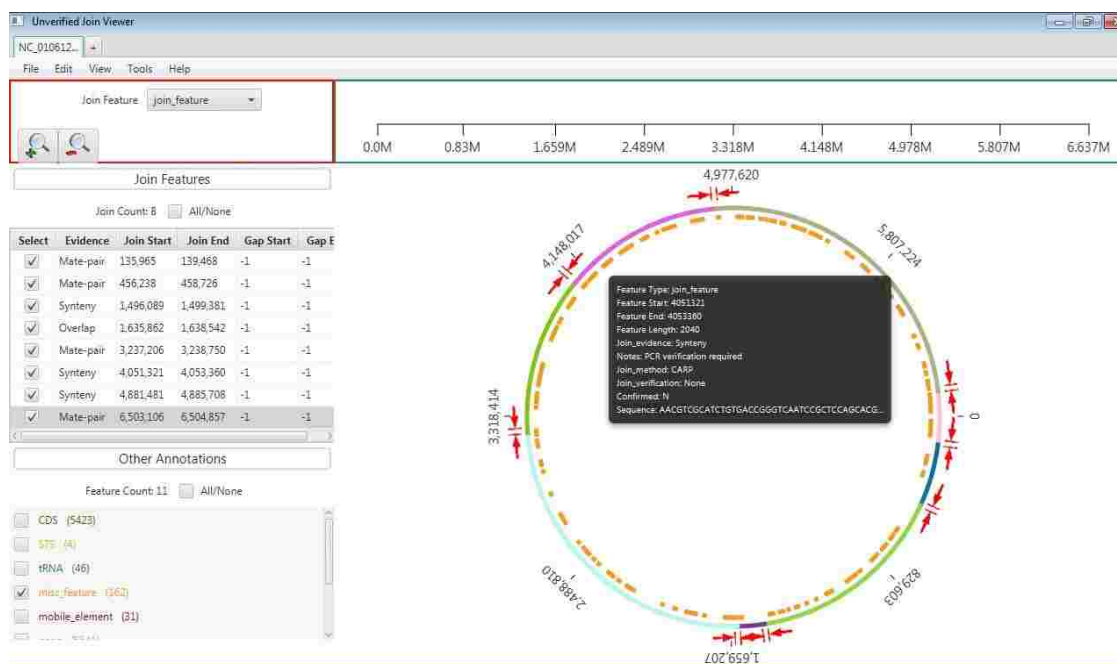 Unverified Join Viewer
NC_010612... +
File Edit View Tools Help
Join Feature join_feature
0.0M 0.83M 1.659M 2.489M 3.318M 4.148M 4.978M 5.807M 6.637M
Join Features
Join Count: 8 All/None
Select Evidence Join Start Join End Gap Start Gap E
Mate-pair 135,965 139,468 -1 -1
Mate-pair 456,238 458,726 -1 -1
Synteny 1,496,089 1,499,381 -1 -1
Overlap 1,635,862 1,638,542 -1 -1
Mate-pair 3,237,206 3,238,750 -1 -1
Synteny 4,051,321 4,053,360 -1 -1
Synteny 4,881,481 4,885,708 -1 -1
Mate-pair 6,503,106 6,504,857 -1 -1
Other Annotations
Feature Count: 11 All/None
CDS (5423)
STS (4)
tRNA (46)
misc_feature (162)
mobile_element (31)
4,977,620
5,807,224
0
829,603
1,659,207
2,488,810
3,318,414
4,148,017
Feature Type: join_feature
Feature Start: 4051321
Feature End: 4053360
Feature Length: 2040
Join_evidence: Synteny
Notes: PCR verification required
Join_method: CARP
Join_verification: None
Confirmed: N
Sequence: AACGTCGCATCTGTGACCGGGTCAATCCGCTCCAGCACG...